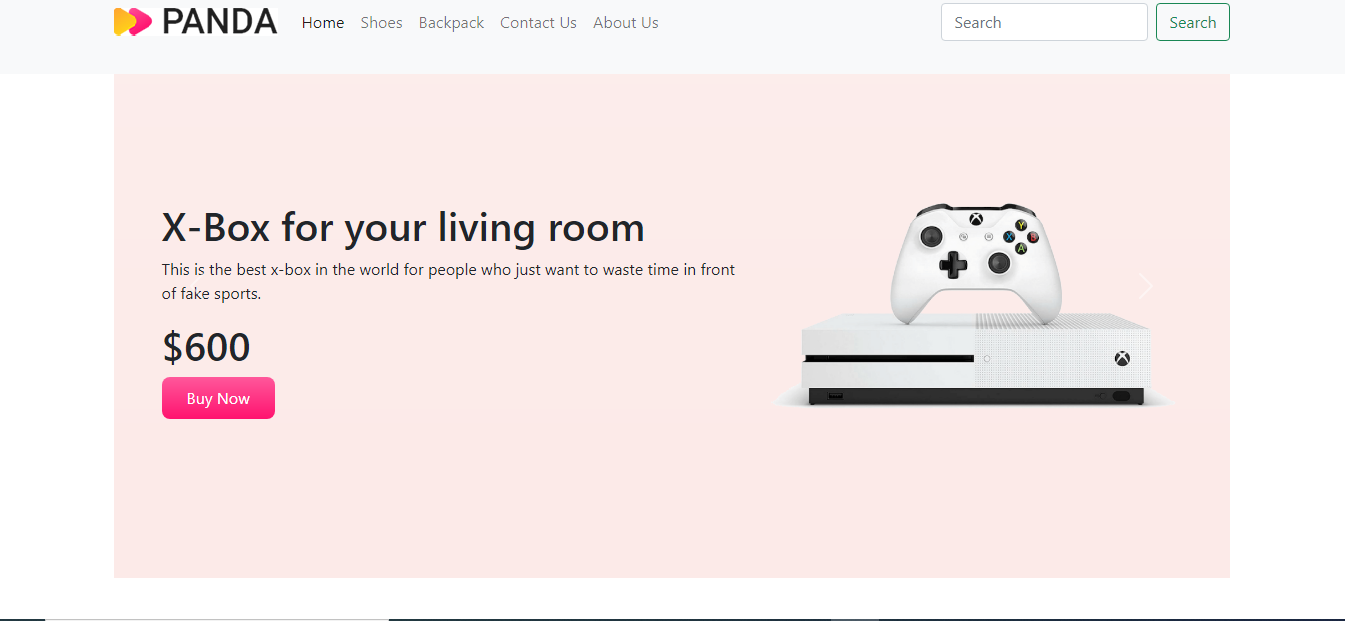 PANDA Home Shoes Backpack Contact Us About Us Search Search
X-Box for your living room
This is the best x-box in the world for people who just want to waste time in front
of fake sports.
$600
Buy Now
Y
X B
A